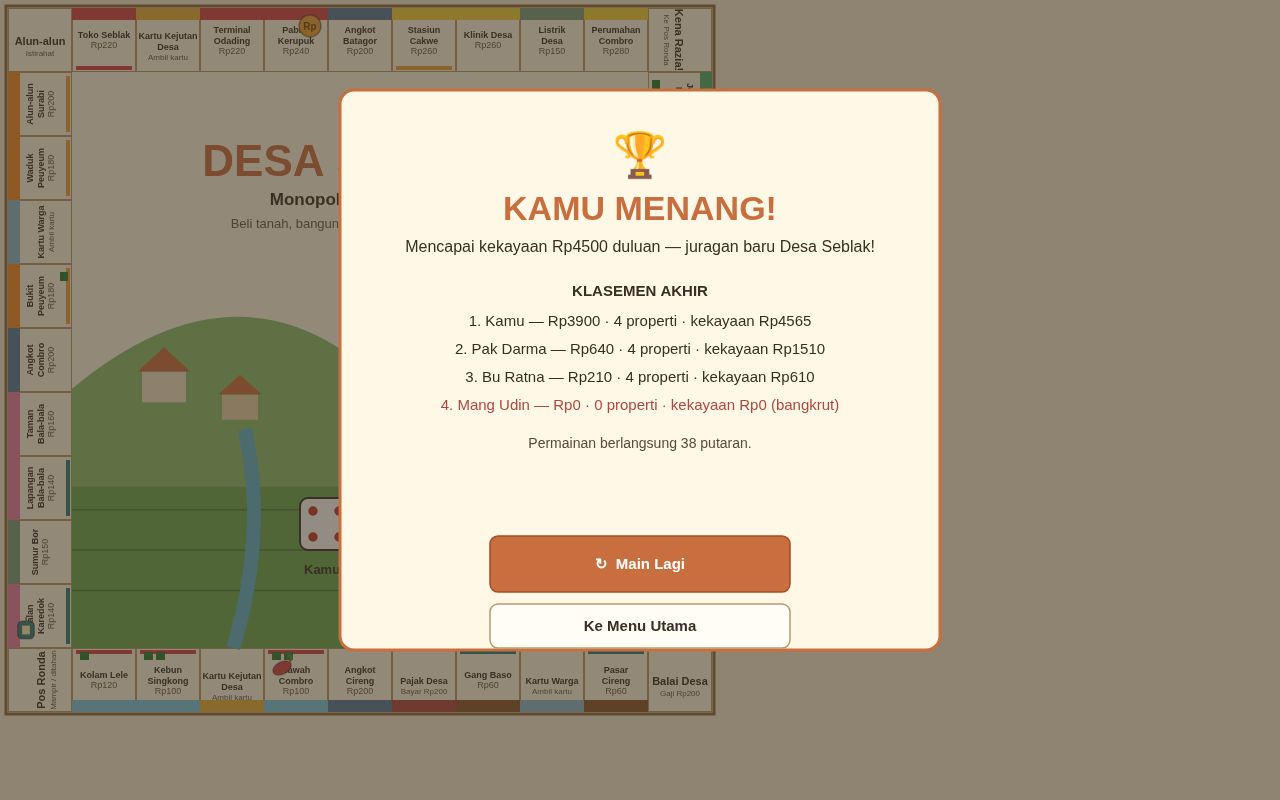 Alun-alun
Istirahat
Toko Seblak
Rp220
Kartu Kejutan
Desa
Ambil kartu
Terminal
Odading
Rp220
Kerupuk
Rp240
Rp
Angkot
Batagor
Rp200
Stasiun
Cakwe
Rp260
Klinik Desa
Rp260
Listrik
Desa
Rp150
Perumahan
Combro
Rp280
Kena Razia!
Ke Pos Ronda
Alun-alun
Surabi
Rp200
Waduk
Peuyeum
Rp180
Kartu Warga
Ambil kartu
Bukit
Peuyeum
Rp180
Angkot
Combro
Rp200
Taman
Bala-bala
Rp160
Lapangan
Bala-bala
Rp140
Sumur Bor
Rp150
Karedok
Rp140
DESA
Beli tanah, bangun
Kamu
🏆
KAMU MENANG!
Mencapai kekayaan Rp4500 duluan — juragan baru Desa Seblak!
KLASEMEN AKHIR
1. Kamu — Rp3900 · 4 properti · kekayaan Rp4565
2. Pak Darma — Rp640 · 4 properti · kekayaan Rp1510
3. Bu Ratna — Rp210 · 4 properti · kekayaan Rp610
4. Mang Udin — Rp0 · 0 properti · kekayaan Rp0 (bangkrut)
Permainan berlangsung 38 putaran.
↻ Main Lagi
Ke Menu Utama
Pos Ronda
Mampir / ditahan
Kolam Lele
Rp120
Kebun
Singkong
Rp100
Kartu Kejutan
Desa
Ambil kartu
Combro
Rp100
Angkot
Cireng
Rp200
Pajak Desa
Bayar Rp200
Gang Baso
Rp60
Kartu Warga
Ambil kartu
Pasar
Cireng
Rp60
Balai Desa
Gaji Rp200